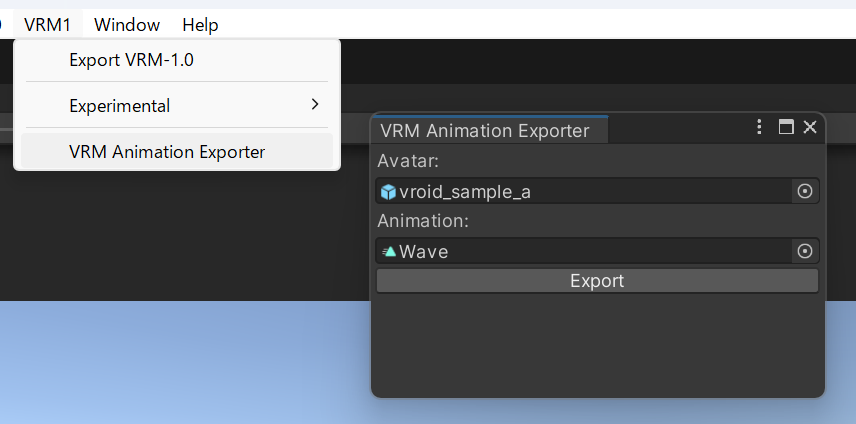 VRM1 Window Help
Export VRM-1.0
Experimental
VRM Animation Exporter
VRM Animation Exporter
Avatar:
vroid_sample_a
Animation:
Wave
Export